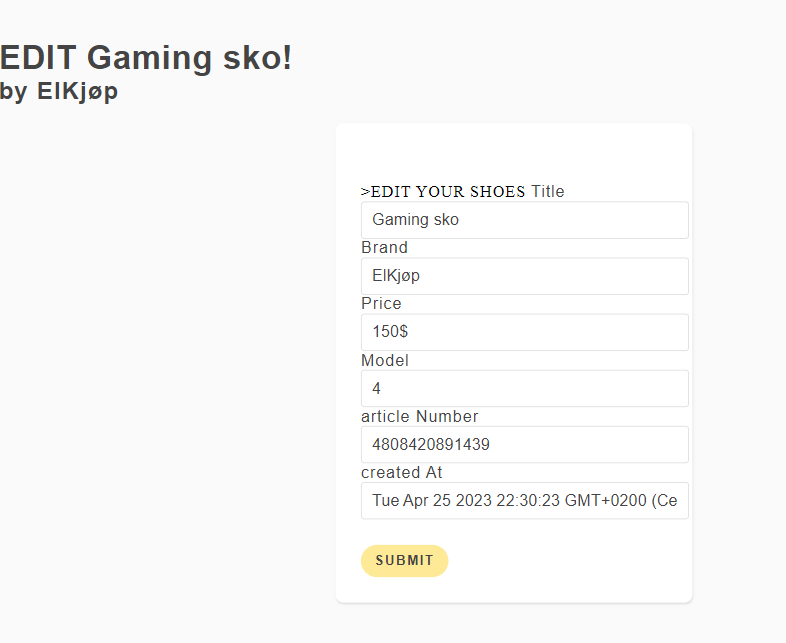 EDIT Gaming sko!
by ElKjøp
>EDIT YOUR SHOES Title
Gaming sko
Brand
ElKjøp
Price
150$
Model
4
article Number
4808420891439
created At
Tue Apr 25 2023 22:30:23 GMT+0200 (Ce
SUBMIT